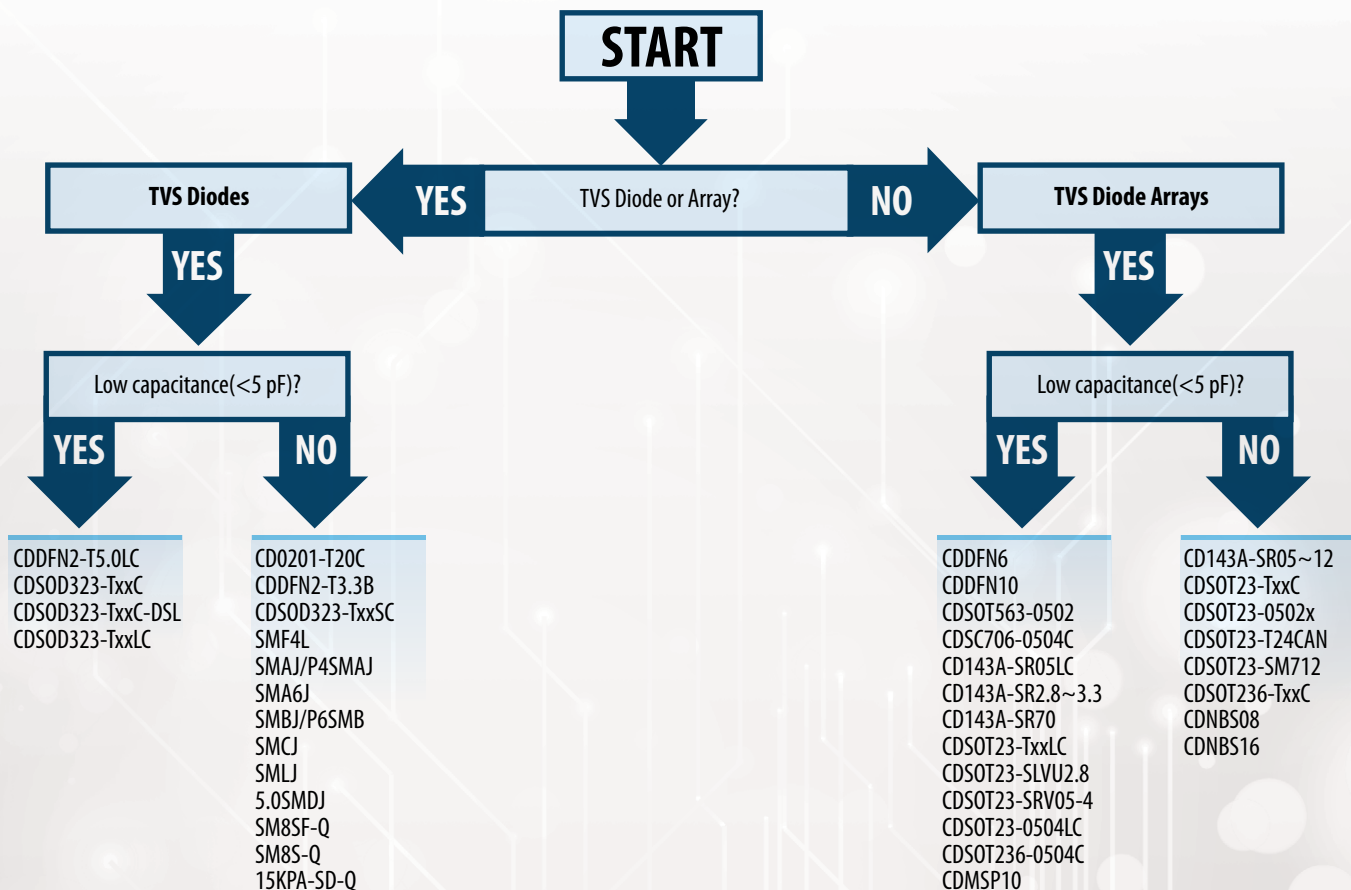 START
TVS Diodes
YES
TVS Diode or Array?
NO
TVS Diode Arrays
YES
YES
Low capacitance(<5 pF)?
Low capacitance(<5 pF)?
YES
NO
YES
NO
CDDFN2-T5.0LC
CDSOD323-TxxC
CDSOD323-TxxC-DSL
CDSOD323-TxxLC
CD0201-T20C
CDDFN2-T3.3B
CDSOD323-TxxSC
SMF4L
SMAJ/P4SMAJ
SMA6J
SMBJ/P6SMB
SMCJ
SMLJ
5.0SMDJ
SM8SF-Q
SM8S-Q
15KPA-SD-Q
CDDFN6
CDDFN10
CDSOT563-0502
CDSC706-0504C
CD143A-SR05LC
CD143A-SR2.8~3.3
CD143A-SR70
CDSOT23-TxxLC
CDSOT23-SLVU2.8
CDSOT23-SRV05-4
CDSOT23-0504LC
CDSOT236-0504C
CDMSP10
CD143A-SR05~12
CDSOT23-TxxC
CDSOT23-0502x
CDSOT23-T24CAN
CDSOT23-SM712
CDSOT236-TxxC
CDNBS08
CDNBS16